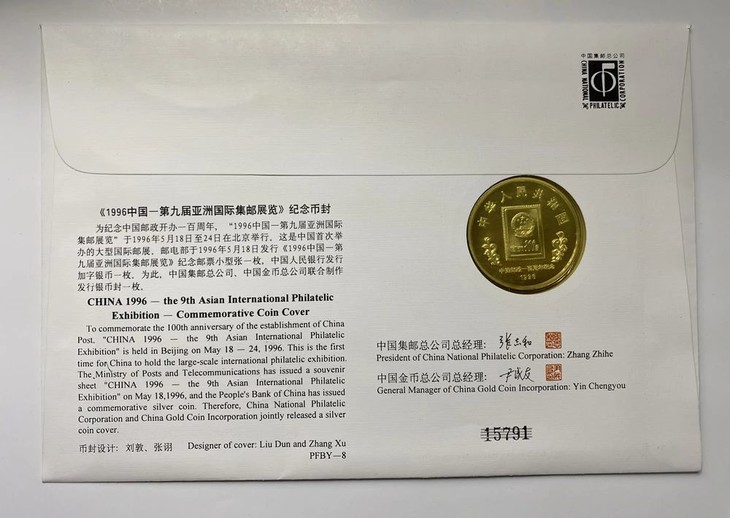 中国集邮总公司
CHINA NATIONAL
PHILATELIC
CORPORATION
《1996中国—第九届亚洲国际集邮展览》纪念币封
为纪念中国邮政开办一百周年，“1996中国—第九届亚洲国际
集邮展览”于1996年5月18日至24日在北京举行。这是中国首次举
办的大型国际邮展。邮电部于1996年5月18日发行《1996中国—第
九届亚洲国际集邮展览》纪念邮票小型张一枚，中国人民银行发行
加字银币一枚。为此，中国集邮总公司、中国金币总公司联合制作
发行银币封一枚。
CHINA 1996 — the 9th Asian International Philatelic
Exhibition — Commemorative Coin Cover
To commemorate the 100th anniversary of the establishment of China
Post, "CHINA 1996 — the 9th Asian International Philatelic
Exhibition" is held in Beijing on May 18 — 24, 1996. This is the first
time for China to hold the large-scale international philatelic exhibition.
The Ministry of Posts and Telecommunications has issued a souvenir
sheet "CHINA 1996 — the 9th Asian International Philatelic
Exhibition" on May 18,1996, and the People's Bank of China has issued
a commemorative silver coin. Therefore, China National Philatelic
Corporation and China Gold Coin Incorporation jointly released a silver
coin cover.
币封设计：刘敦、张诩 Designer of cover: Liu Dun and Zhang Xu
PFBY—8
中华人民共和国
中国邮政一百周年纪念
1996
中国集邮总公司总经理：
President of China National Philatelic Corporation: Zhang Zhihe
中国金币总公司总经理：
General Manager of China Gold Coin Incorporation: Yin Chengyou
15791